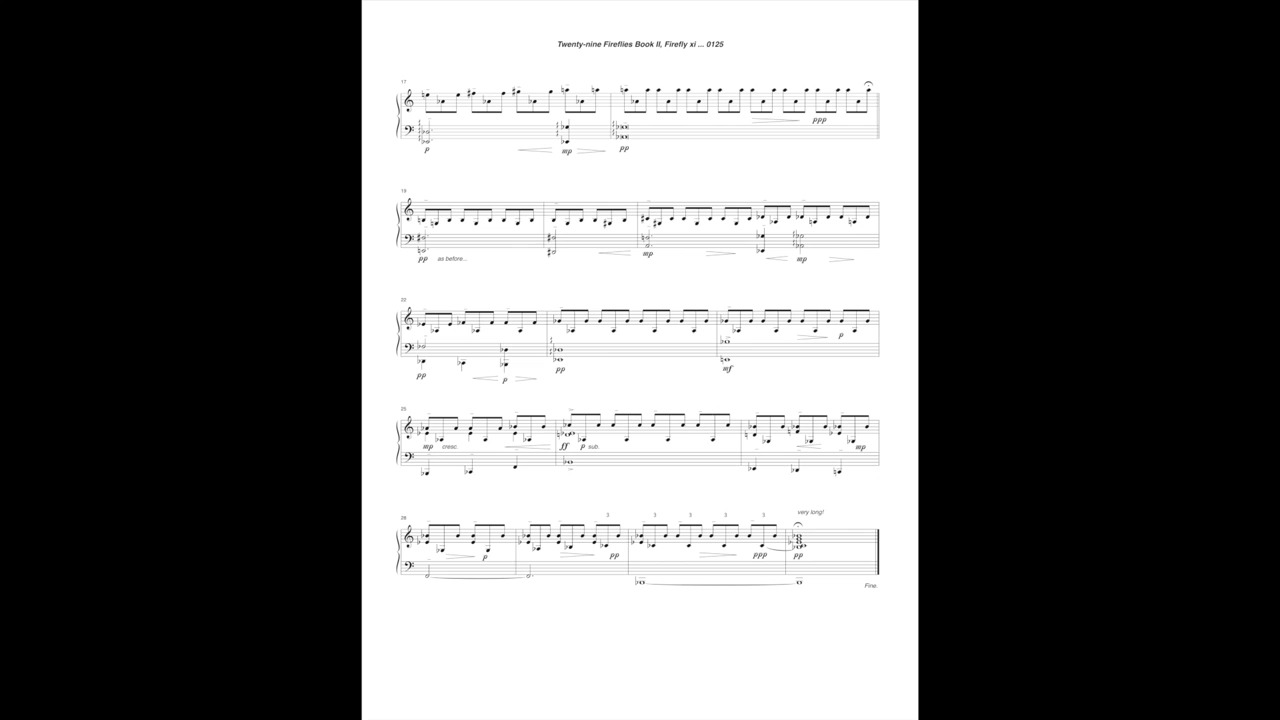 Twenty-nine Fireflies Book II, Firefly xi ... 0125
17
ppp
p mp pp
19
pp as before... mp mp
22
p
pp p pp mf
25
mp cresc. ff p sub. mp
28
very long!
3 3 3 3 3
p pp ppp pp
Fine.